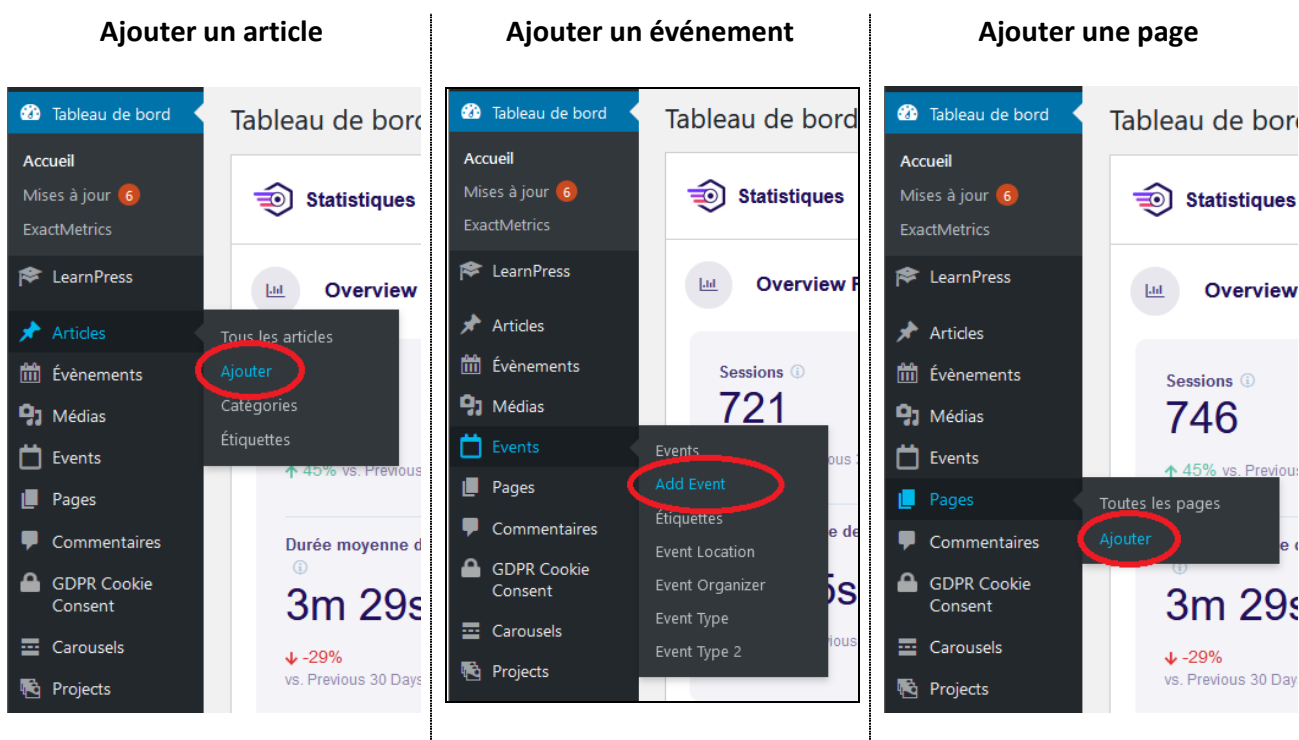 Ajouter un article
Tableau de bord
Tableau de bord
Accueil
Mises à jour 6
ExactMetrics
Statistiques
LearnPress
Overview
Articles
Tous les articles
Ajouter
Catégories
Étiquettes
Évènements
Médias
Events
45% vs. Previous
Pages
Commentaires
Durée moyenne d
GDPR Cookie
Consent
3m 29s
Carousels
-29%
vs. Previous 30 Days
Projects
Ajouter un événement
Tableau de bord
Tableau de bord
Accueil
Mises à jour 6
ExactMetrics
Statistiques
LearnPress
Overview
Articles
Évènements
Sessions
721
Médias
Events
Events
Add Event
Étiquettes
Event Location
Event Organizer
Event Type
Event Type 2
Pages
Commentaires
GDPR Cookie
Consent
Carousels
Projects
Ajouter une page
Tableau de bord
Tableau de bor
Accueil
Mises à jour 6
ExactMetrics
Statistiques
LearnPress
Overview
Articles
Évènements
Sessions
746
Médias
Events
45% vs. Previous
Pages
Toutes les pages
Ajouter
Commentaires
GDPR Cookie
Consent
3m 29s
Carousels
-29%
vs. Previous 30 Day
Projects